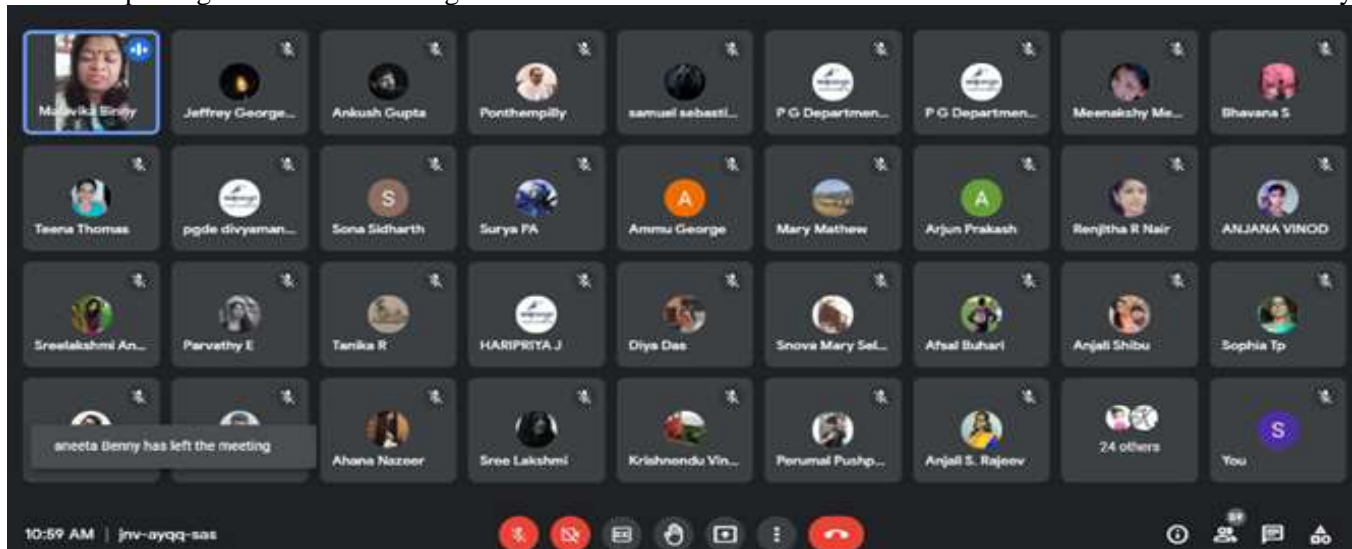 Malavika Binny
Jeffrey George...
Ankush Gupta
Ponthempilly
samuel sebasti...
P G Departmen...
P G Departmen...
Meenakshy Me...
Bhavana S
Teena Thomas
pgde divyaman...
S
Sona Sidharth
Surya PA
A
Ammu George
Mary Mathew
A
Arjun Prakash
Renjitha R Nair
ANJANA VINOD
Sreelakshmi An...
Parvathy E
Tanika R
HARIPRIYA J
Diya Das
Snova Mary Sel...
Afsal Buhari
Anjali Shibu
Sophia Tp
aneeta Benny has left the meeting
Ahana Nazeer
Sree Lakshmi
Krishnendu Vin...
Perumal Pushp...
Anjali S. Rajeev
24 others
S
You
10:59 AM | jnv-ayqq-sas
59